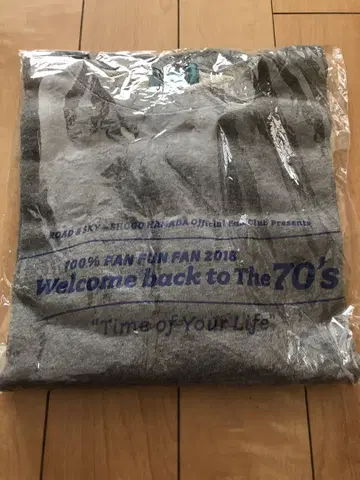 ROAD & SKY SHOGO HAMADA Official Fan Club Presents
100% FAN FUN FAN 2018
Welcome back to The 70's
"Time of Your Life"